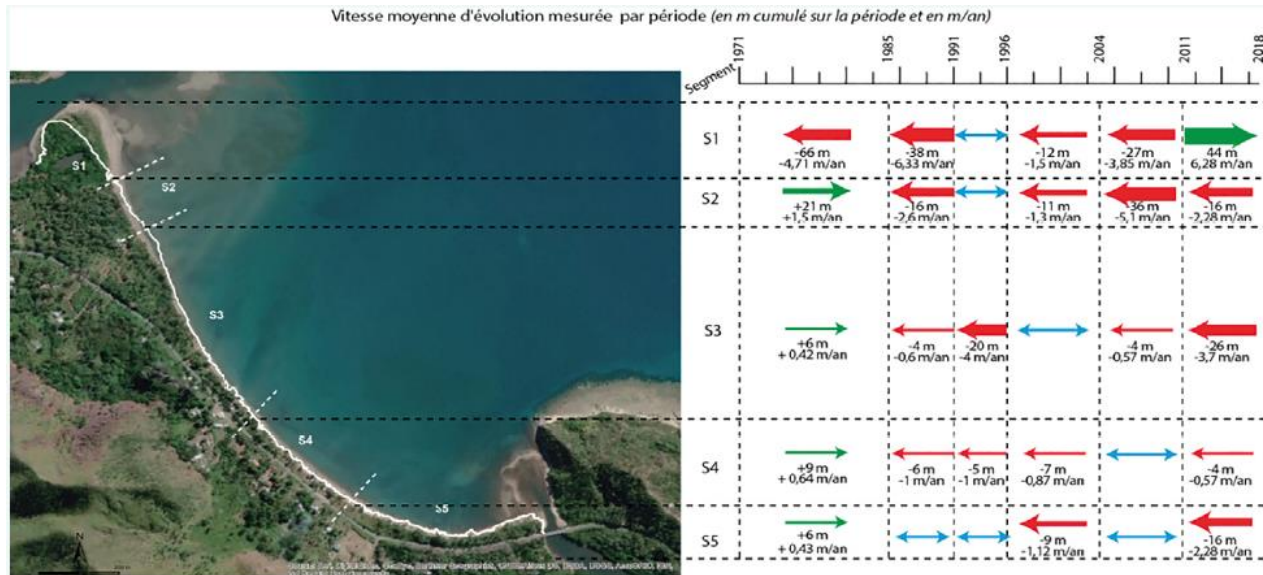 Vitesse moyenne d'évolution mesurée par période (en m cumulé sur la période et en m/an)
Segment
1971
1985
1991
1996
2004
2011
2018
S1
-66 m
-4,71 m/an
-38 m
-6,33 m/an
-12 m
-1,5 m/an
-27 m
-3,85 m/an
44 m
6,28 m/an
S2
+21 m
+1,5 m/an
-16 m
-2,6 m/an
-11 m
-1,3 m/an
-36 m
-5,1 m/an
-16 m
-2,28 m/an
S3
+6 m
+ 0,42 m/an
-4 m
-0,6 m/an
-20 m
-4 m/an
-4 m
-0,57 m/an
-26 m
-3,7 m/an
S4
+9 m
+ 0,64 m/an
-6 m
-1 m/an
-5 m
-1 m/an
-7 m
-0,87 m/an
-4 m
-0,57 m/an
S5
+6 m
+ 0,43 m/an
-9 m
-1,12 m/an
-16 m
-2,28 m/an
S1
S2
S3
S4
S5
N